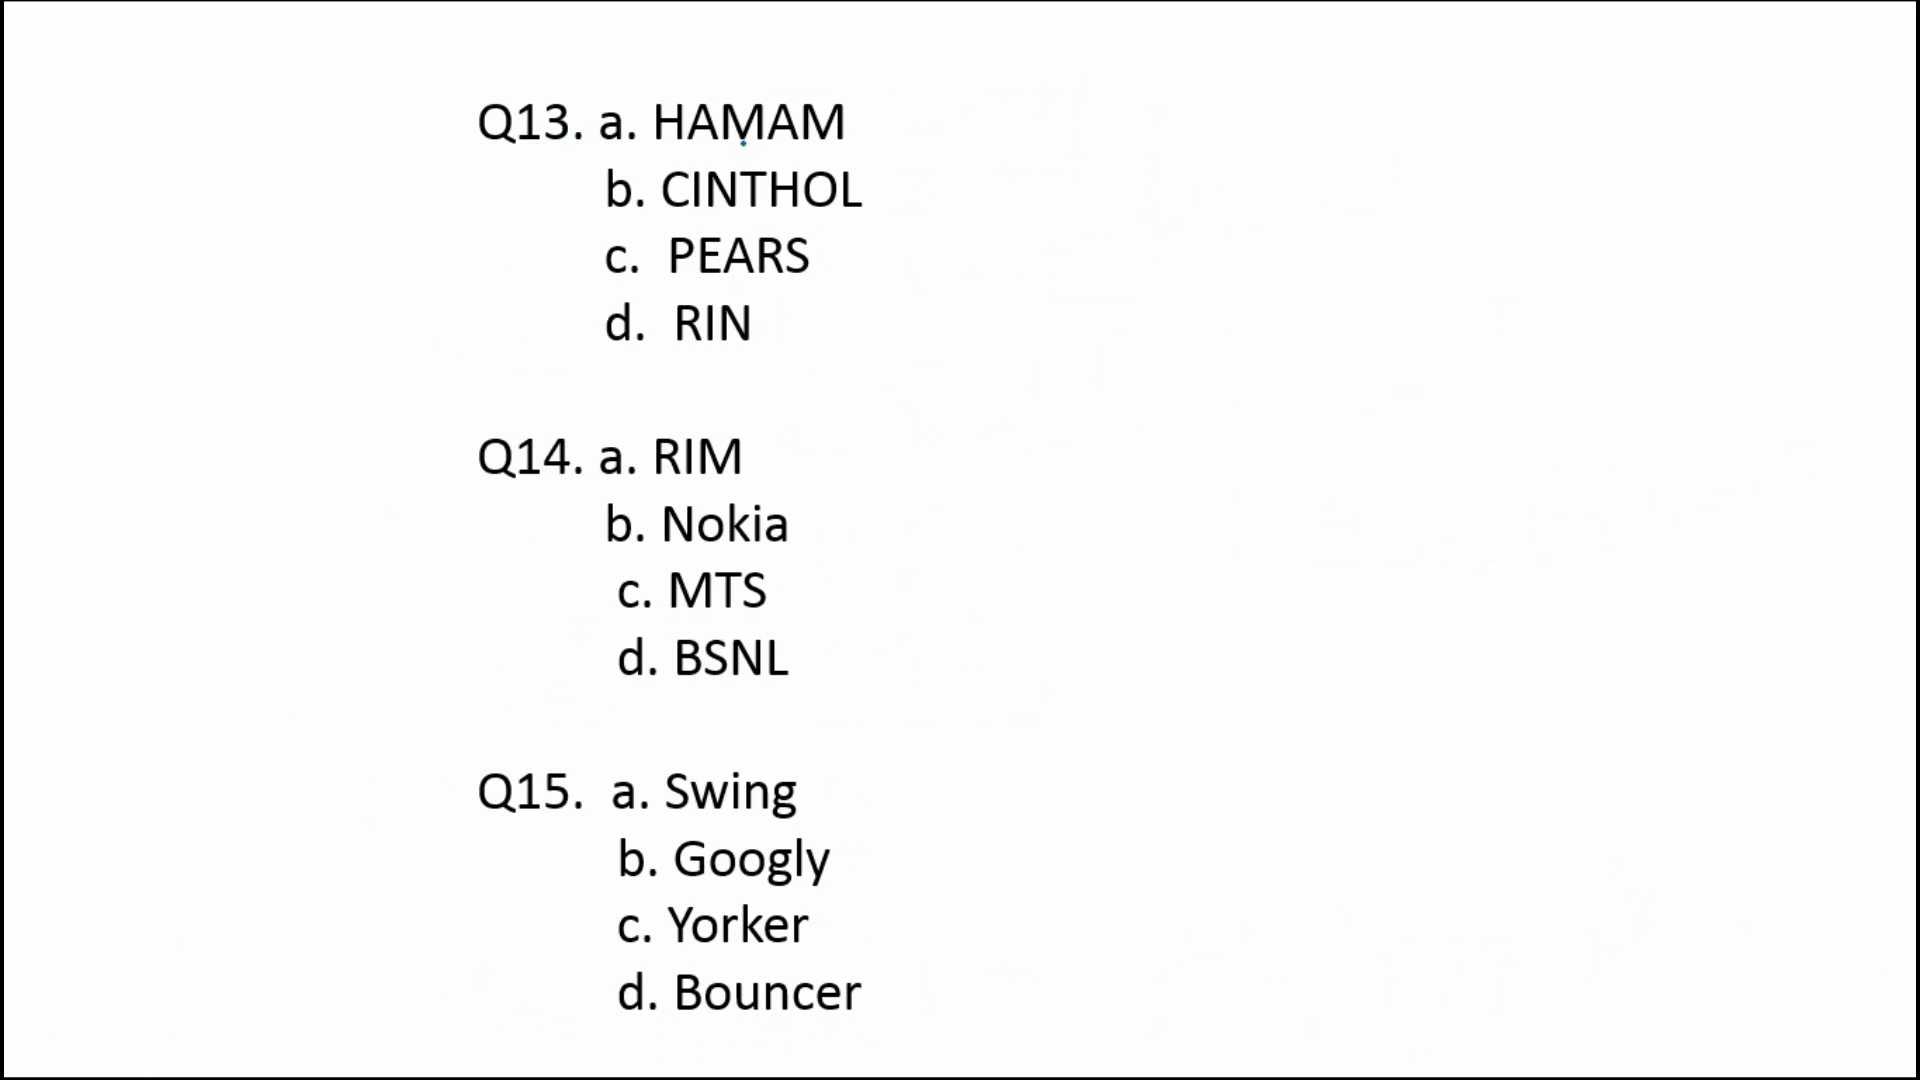 Q13. a. HAMAM
b. CINTHOL
c. PEARS
d. RIN
Q14. a. RIM
b. Nokia
c. MTS
d. BSNL
Q15. a. Swing
b. Googly
c. Yorker
d. Bouncer